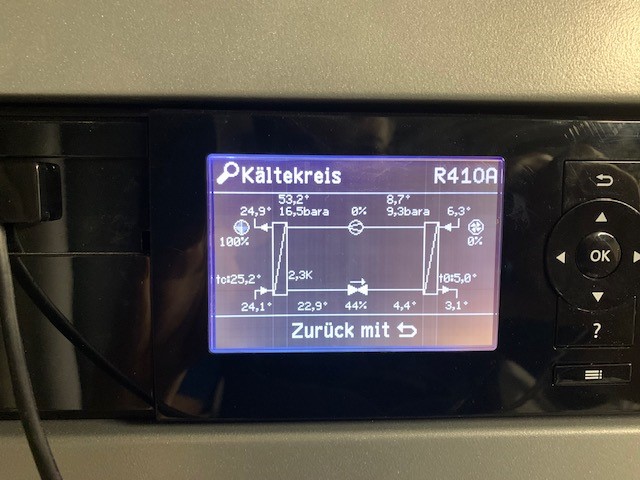 Kältekreis R410A
53,2° 8,7°
24,9° 16,5bara 0% 9,3bara 6,3°
100% 0%
tc:25,2° 2,3K t0:5,0°
24,1° 22,9° 44% 4,4° 3,1°
Zurück mit
OK
?